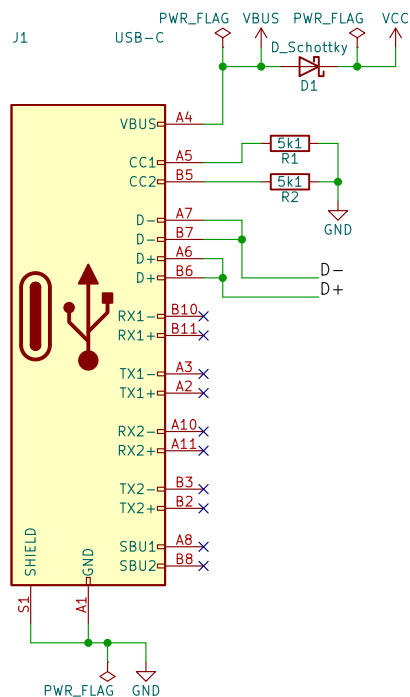 PWR_FLAG VBUS PWR_FLAG VCC
J1 USB-C
D_Schottky
D1
VBUS A4
CC1 A5 5k1
R1
CC2 B5 5k1
R2
GND
D- A7
D- B7
D+ A6
D+ B6
D-
D+
RX1- B10
RX1+ B11
TX1- A3
TX1+ A2
RX2- A10
RX2+ A11
TX2- B3
TX2+ B2
SBU1 A8
SBU2 B8
SHIELD
GND
S1
A1
PWR_FLAG GND